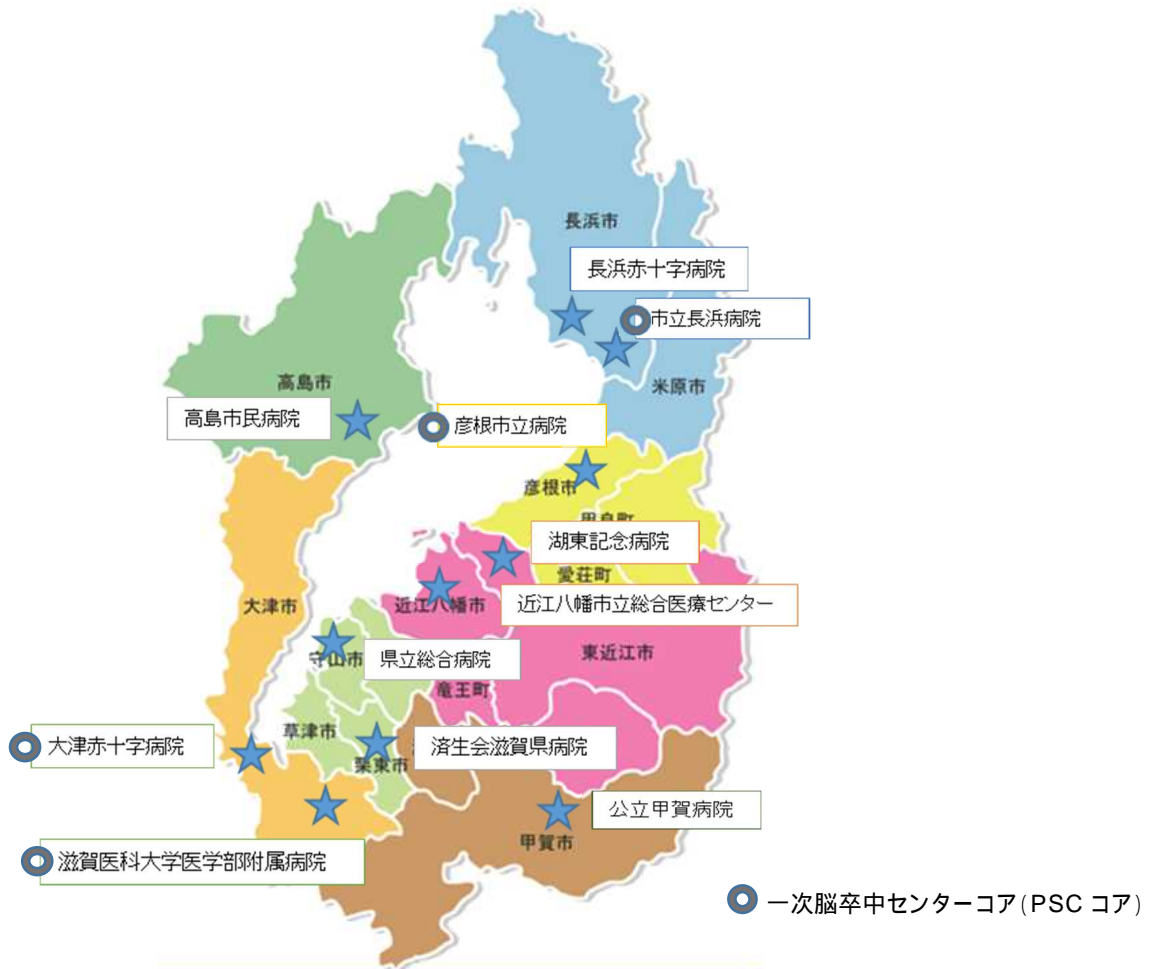 長浜市
長浜赤十字病院
市立長浜病院
米原市
高島市
高島市民病院
彦根市立病院
彦根市
湖東記念病院
愛荘町
大津市
近江八幡市
近江八幡市立総合医療センター
守山市
県立総合病院
東近江市
竜王町
草津市
大津赤十字病院
済生会滋賀県病院
栗東市
公立甲賀病院
甲賀市
滋賀医科大学医学部附属病院
一次脳卒中センターコア(PSC コア)